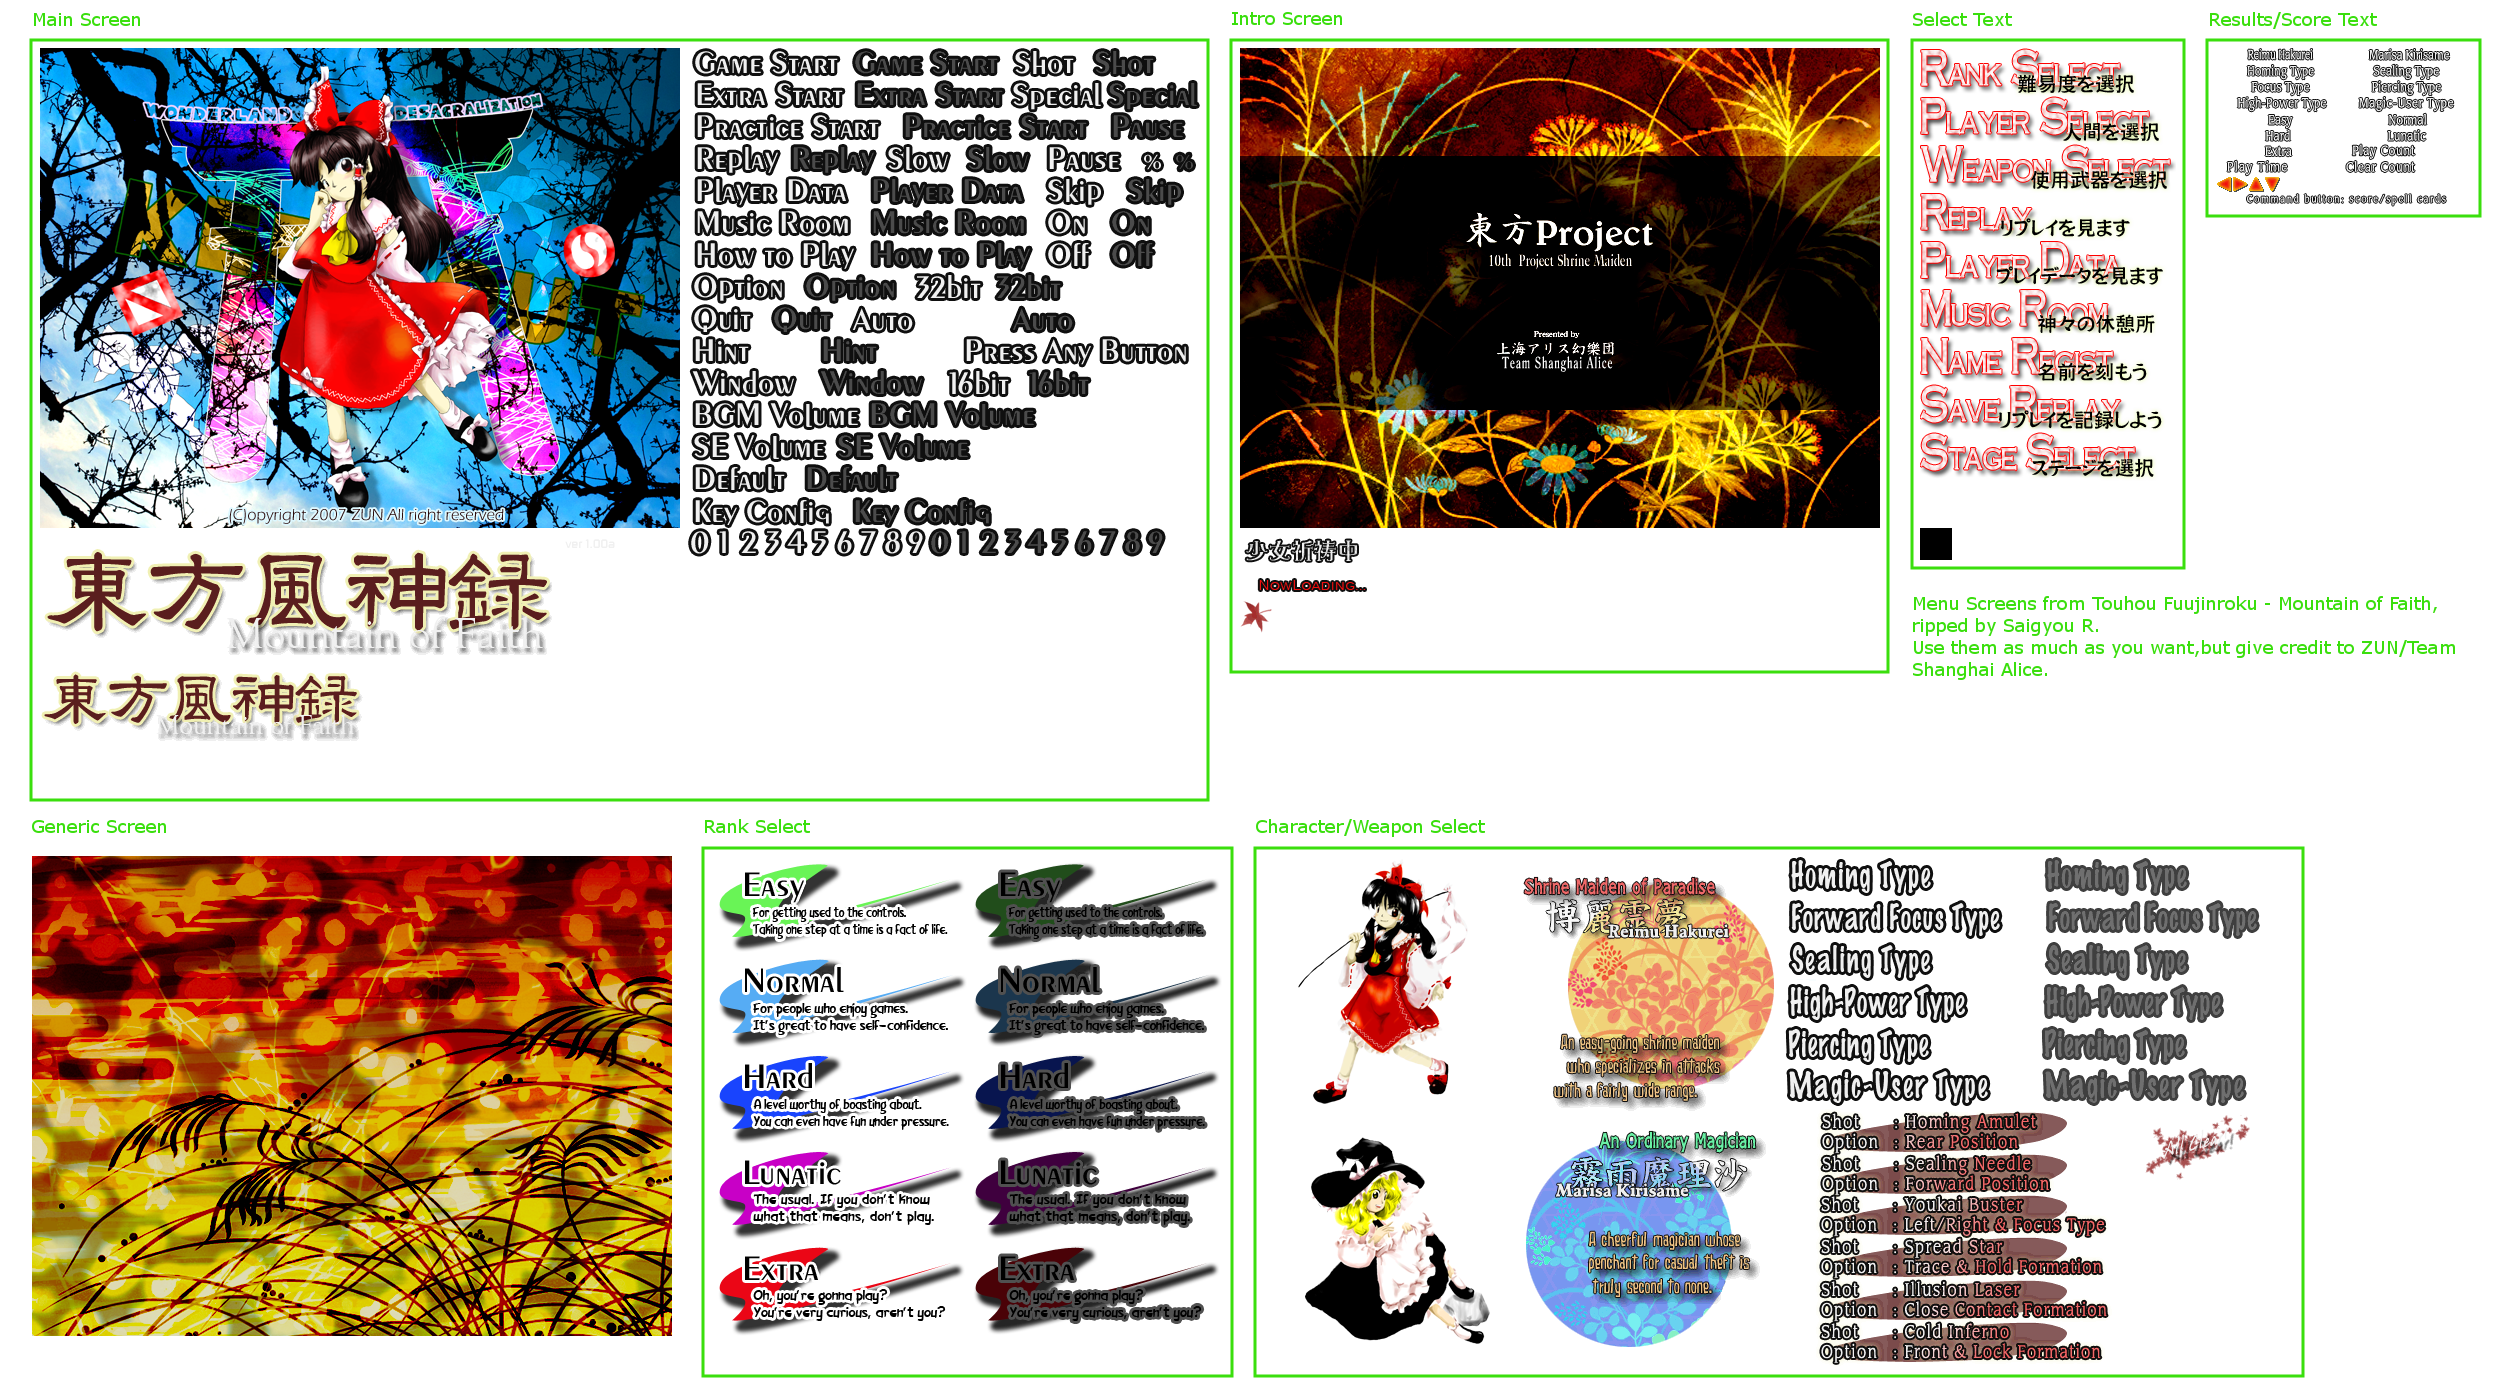 Main Screen
WONDERLAND DESACRALIZATION
(C)opyright 2007 ZUN All right reserved
ver 1.00a
東方風神録
Mountain of Faith
東方風神録
Mountain of Faith
Game Start Game Start Shot Shot
Extra Start Extra Start Special Special
Practice Start Practice Start Pause
Replay Replay Slow Slow Pause % %
Player Data Player Data Skip Skip
Music Room Music Room On On
How to Play How to Play Off Off
Option Option 32bit 32bit
Quit Quit Auto Auto
Hint Hint Press Any Button
Window Window 16bit 16bit
BGM Volume BGM Volume
SE Volume SE Volume
Default Default
Key Config Key Config
0 1 2 3 4 5 6 7 8 9 0 1 2 3 4 5 6 7 8 9
Intro Screen
東方Project
10th Project Shrine Maiden
Presented by
上海アリス幻樂団
Team Shanghai Alice
少女祈祷中
NowLoading...
Select Text
Rank Select
難易度を選択
Player Select
人間を選択
Weapon Select
使用武器を選択
Replay
リプレイを見ます
Player Data
プレイデータを見ます
Music Room
神々の休憩所
Name Regist
名前を刻もう
Save Replay
リプレイを記録しよう
Stage Select
ステージを選択
Results/Score Text
Reimu Hakurei Marisa Kirisame
Homing Type Sealing Type
Focus Type Piercing Type
High-Power Type Magic-User Type
Easy Normal
Hard Lunatic
Extra Play Count
Play Time Clear Count
Command button: score/spell cards
Menu Screens from Touhou Fuujinroku - Mountain of Faith,
ripped by Saigyou R.
Use them as much as you want,but give credit to ZUN/Team
Shanghai Alice.
Generic Screen
Rank Select
Easy
For getting used to the controls.
Taking one step at a time is a fact of life.
Easy
For getting used to the controls.
Taking one step at a time is a fact of life.
Normal
For people who enjoy games.
It's great to have self-confidence.
Normal
For people who enjoy games.
It's great to have self-confidence.
Hard
A level worthy of boasting about.
You can even have fun under pressure.
Hard
A level worthy of boasting about.
You can even have fun under pressure.
Lunatic
The usual. If you don't know
what that means, don't play.
Lunatic
The usual. If you don't know
what that means, don't play.
Extra
Oh, you're gonna play?
You're very curious, aren't you?
Extra
Oh, you're gonna play?
You're very curious, aren't you?
Character/Weapon Select
Shrine Maiden of Paradise
博麗霊夢
Reimu Hakurei
An easy-going shrine maiden
who specializes in attacks
with a fairly wide range.
An Ordinary Magician
霧雨魔理沙
Marisa Kirisame
A cheerful magician whose
penchant for casual theft is
truly second to none.
Homing Type Homing Type
Forward Focus Type Forward Focus Type
Sealing Type Sealing Type
High-Power Type High-Power Type
Piercing Type Piercing Type
Magic-User Type Magic-User Type
Shot : Homing Amulet
Option : Rear Position
Shot : Sealing Needle
Option : Forward Position
Shot : Youkai Buster
Option : Left/Right & Focus Type
Shot : Spread Star
Option : Trace & Hold Formation
Shot : Illusion Laser
Option : Close Contact Formation
Shot : Cold Inferno
Option : Front & Lock Formation
All Clear!